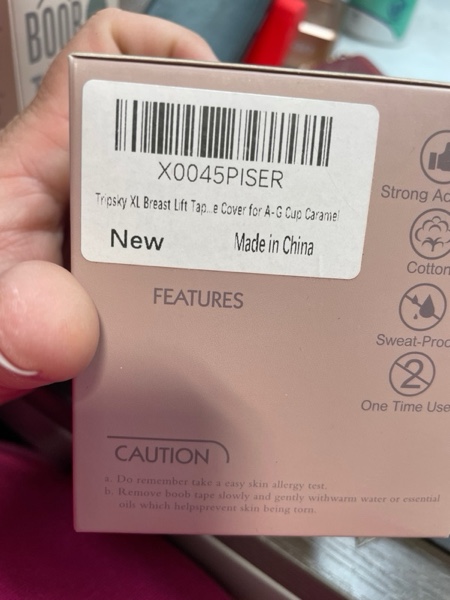 BOOB
X0045PISER
Tripsky XL Breast Lift Tap...e Cover for A-G Cup Caramel
New Made in China
Strong Ac
FEATURES
Cotton
Sweat-Proo
2
One Time Use
CAUTION
a. Do remember take a easy skin allergy test.
b. Remove boob tape slowly and gently withwarm water or essential
oils which helpsprevent skin being torn.